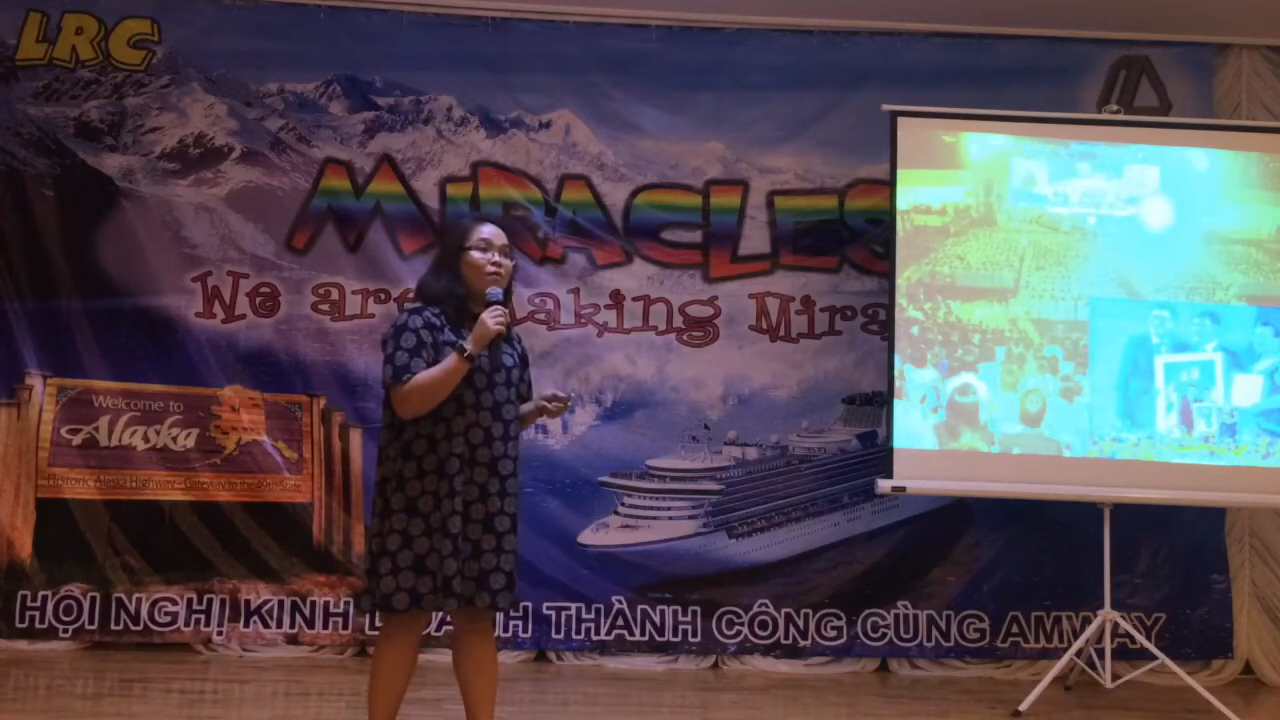 LRC
MIRACLES
We are making Mira
Welcome to
Alaska
Historic Alaska Highway - Gateway to the 49th State
HỘI NGHỊ KINH DOANH THÀNH CÔNG CÙNG AMWAY